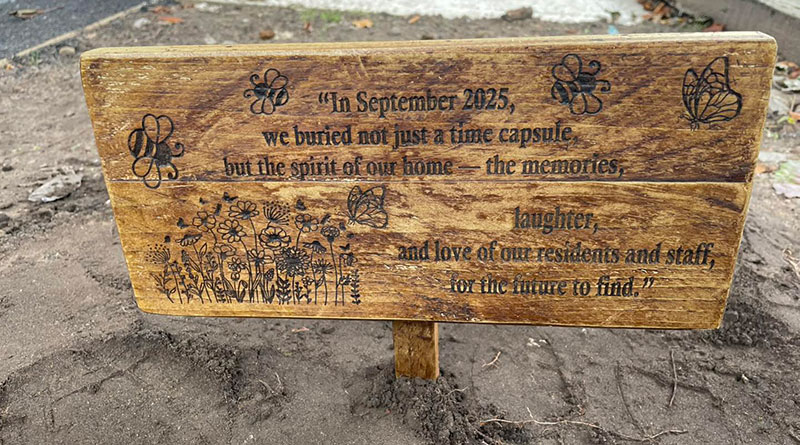 “In September 2025,
we buried not just a time capsule,
but the spirit of our home — the memories,
laughter,
and love of our residents and staff,
for the future to find.”